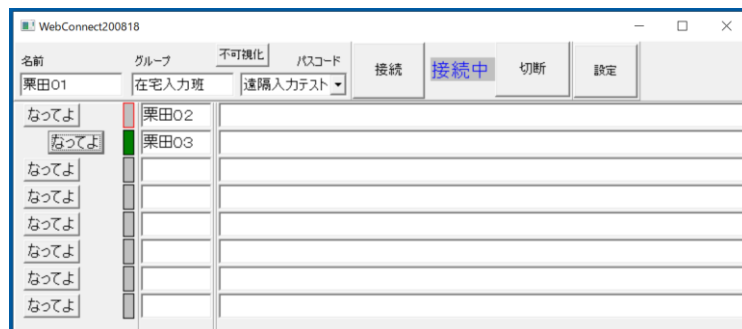 WebConnect200818
名前 グループ 不可視化 パスコード
栗田01 在宅入力班 遠隔入力テスト 接続 接続中 切断 設定
なってよ 栗田02
なってよ 栗田03
なってよ
なってよ
なってよ
なってよ
なってよ
なってよ